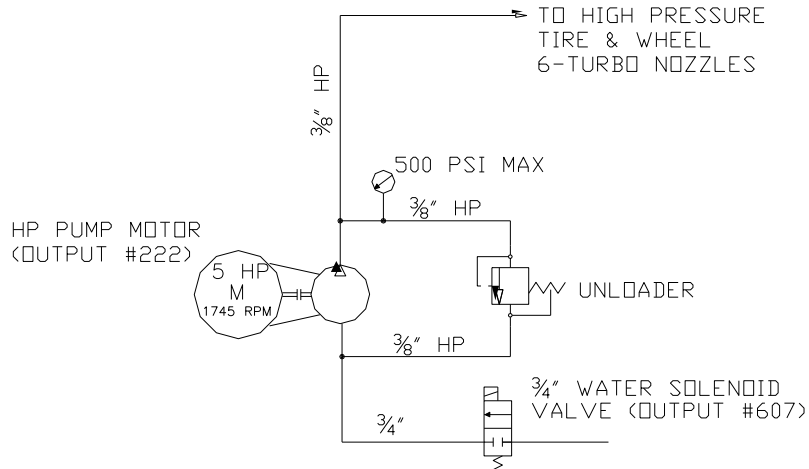 TO HIGH PRESSURE
TIRE & WHEEL
6-TURBO NOZZLES
3/8" HP
500 PSI MAX
3/8" HP
HP PUMP MOTOR
(OUTPUT #222)
5 HP
M
1745 RPM
UNLOADER
3/8" HP
3/4" WATER SOLENOID
VALVE (OUTPUT #607)
3/4"